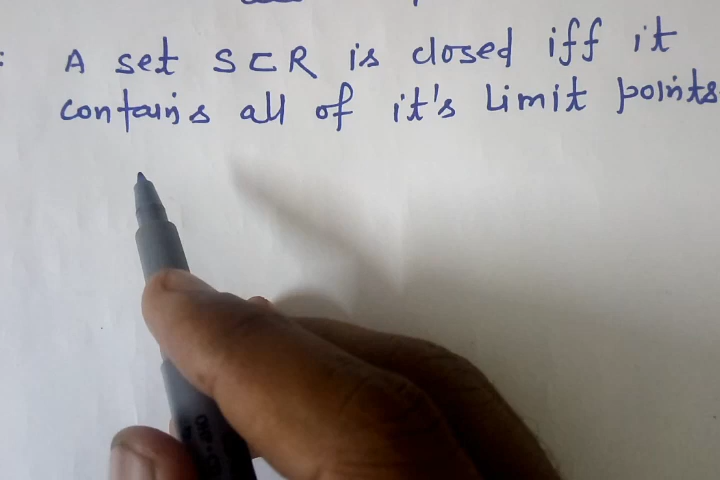 : A set S ⊂ R is closed iff it
contains all of it's Limit points